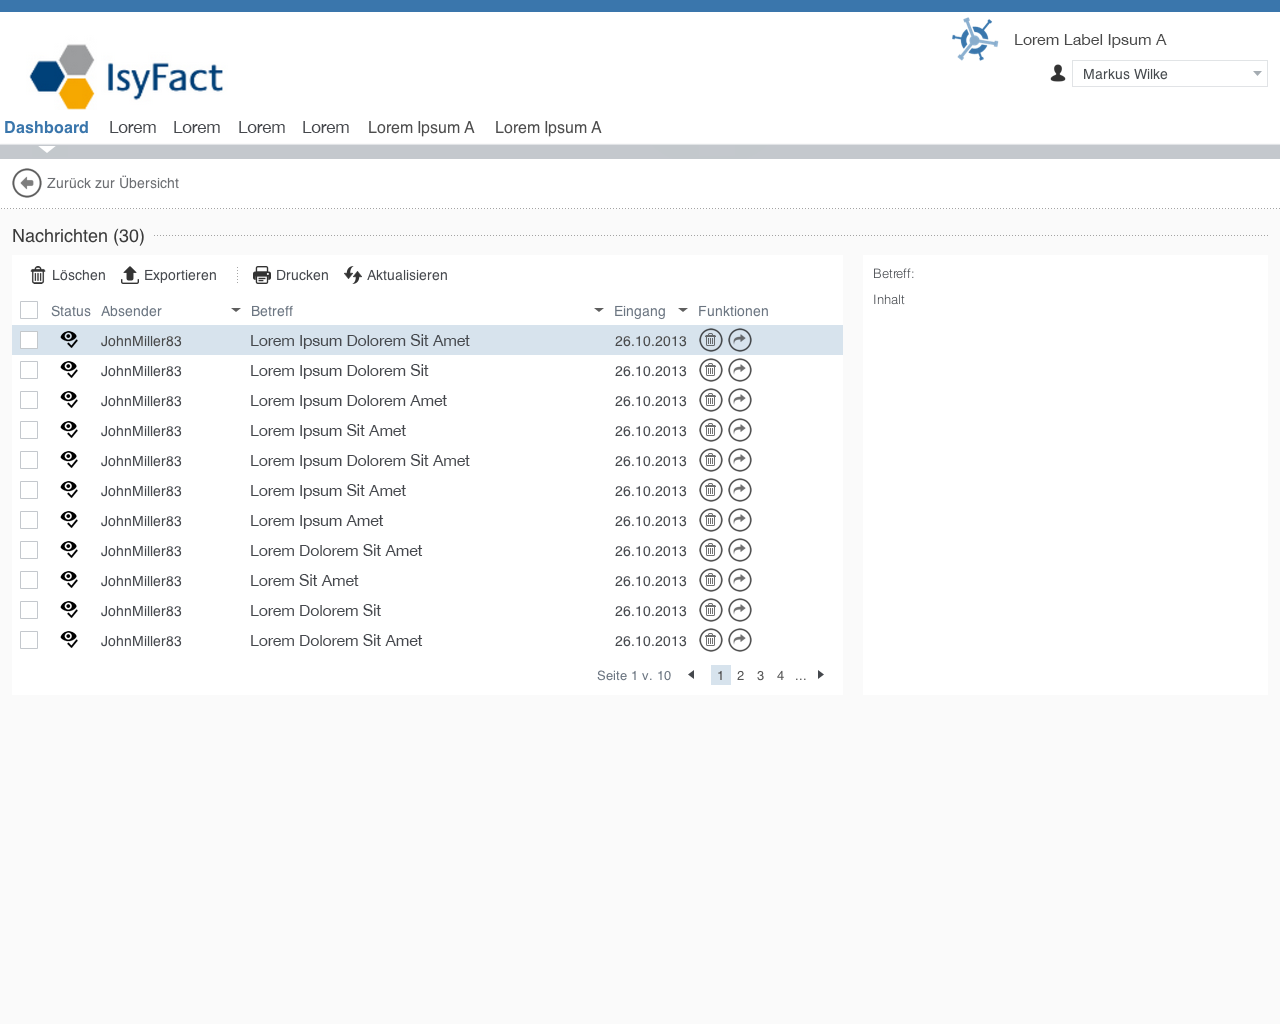 Lorem Label Ipsum A
Markus Wilke
IsyFact
Dashboard Lorem Lorem Lorem Lorem Lorem Ipsum A Lorem Ipsum A
Zurück zur Übersicht
Nachrichten (30)
Löschen Exportieren Drucken Aktualisieren
Status Absender Betreff Eingang Funktionen
JohnMiller83 Lorem Ipsum Dolorem Sit Amet 26.10.2013
JohnMiller83 Lorem Ipsum Dolorem Sit 26.10.2013
JohnMiller83 Lorem Ipsum Dolorem Amet 26.10.2013
JohnMiller83 Lorem Ipsum Sit Amet 26.10.2013
JohnMiller83 Lorem Ipsum Dolorem Sit Amet 26.10.2013
JohnMiller83 Lorem Ipsum Sit Amet 26.10.2013
JohnMiller83 Lorem Ipsum Amet 26.10.2013
JohnMiller83 Lorem Dolorem Sit Amet 26.10.2013
JohnMiller83 Lorem Sit Amet 26.10.2013
JohnMiller83 Lorem Dolorem Sit 26.10.2013
JohnMiller83 Lorem Dolorem Sit Amet 26.10.2013
Seite 1 v. 10 1 2 3 4 ...
Betreff:
Inhalt